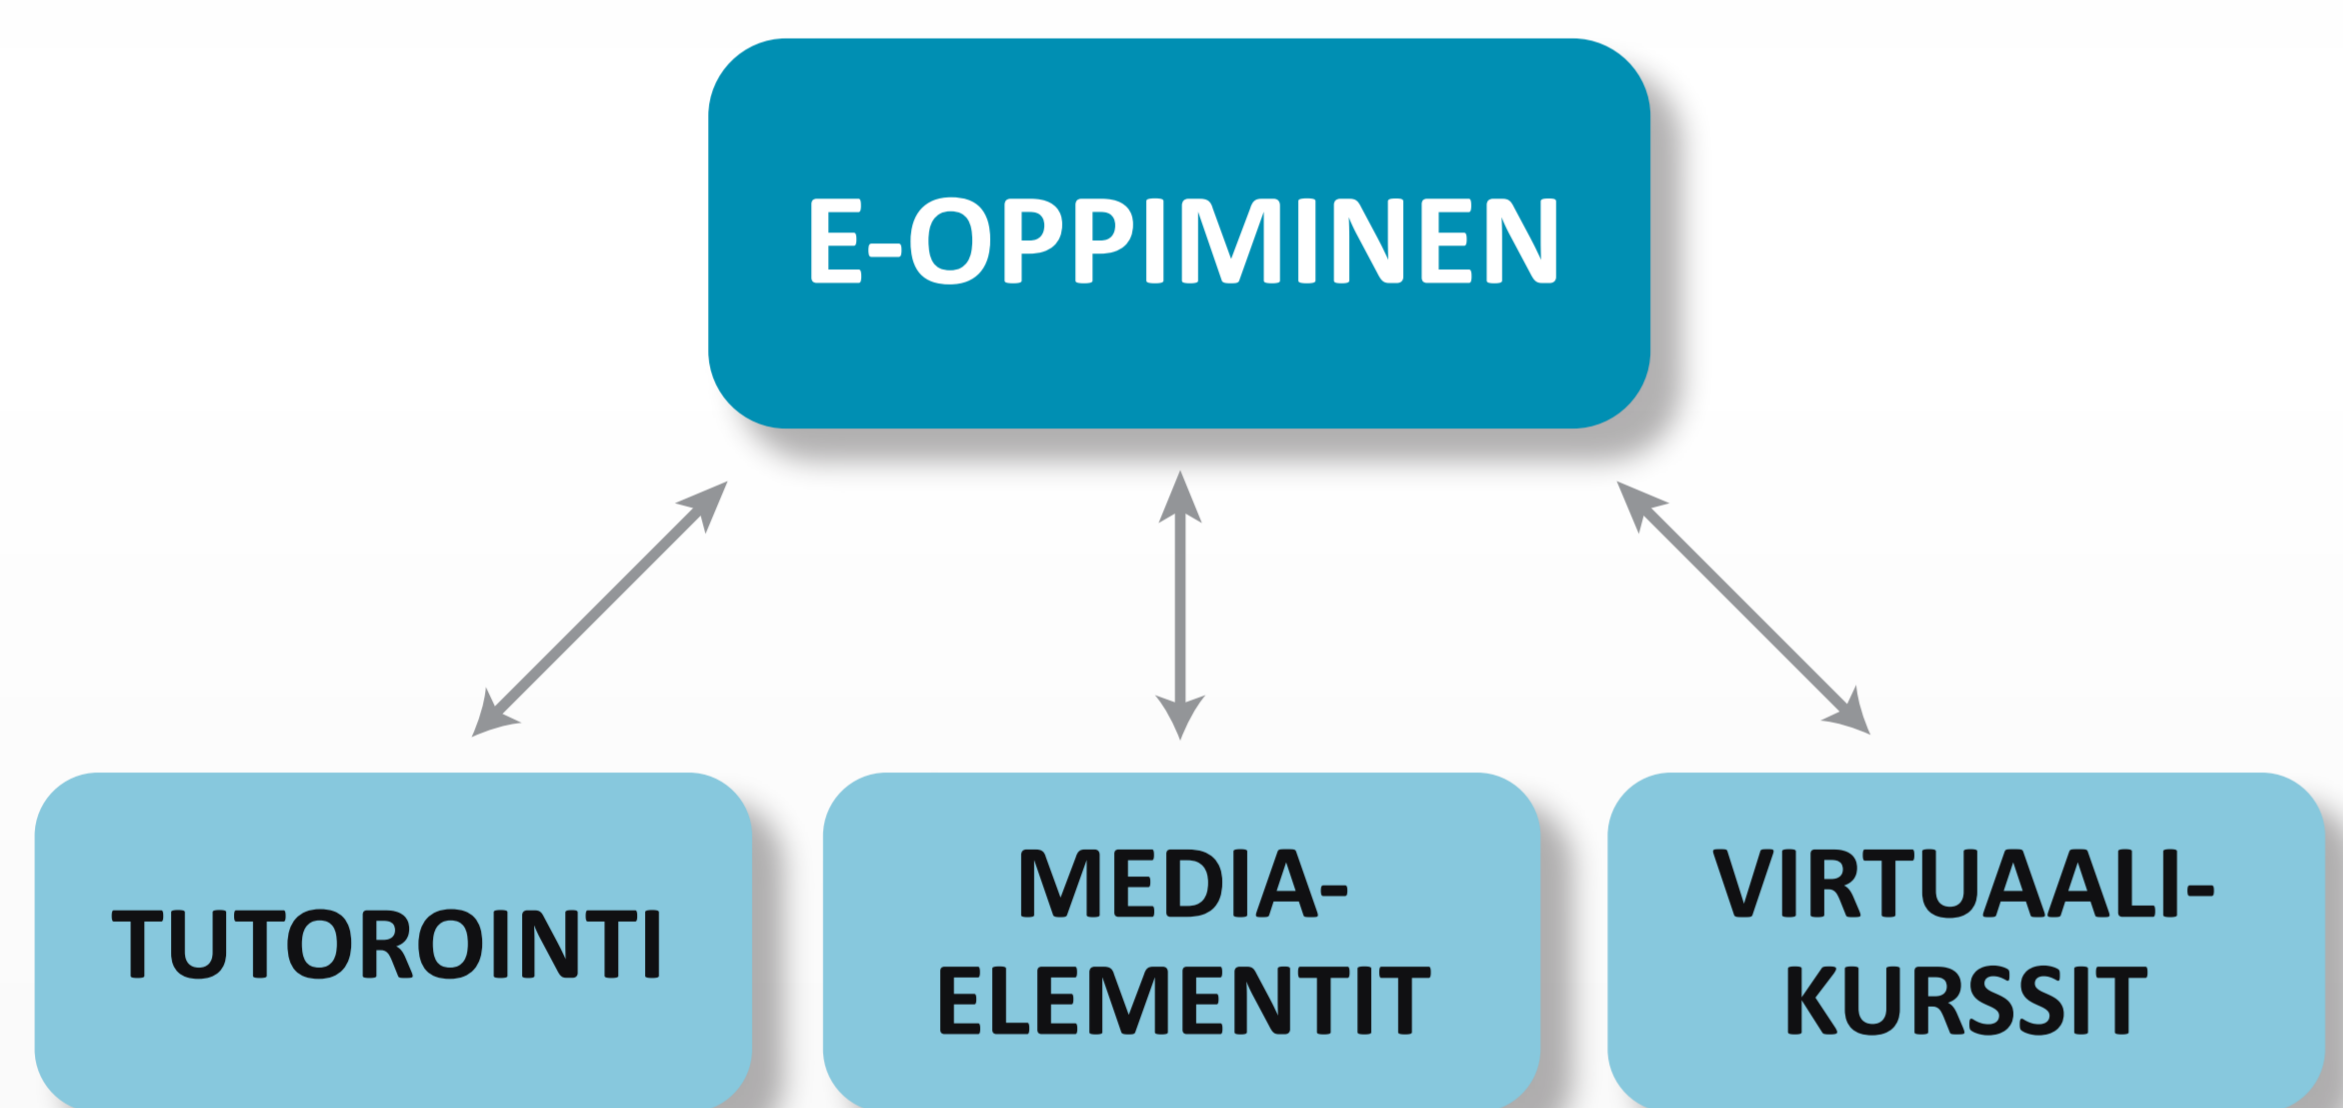 E-OPPIMINEN
TUTOROINTI
MEDIA-
ELEMENTIT
VIRTUAALI-
KURSSIT